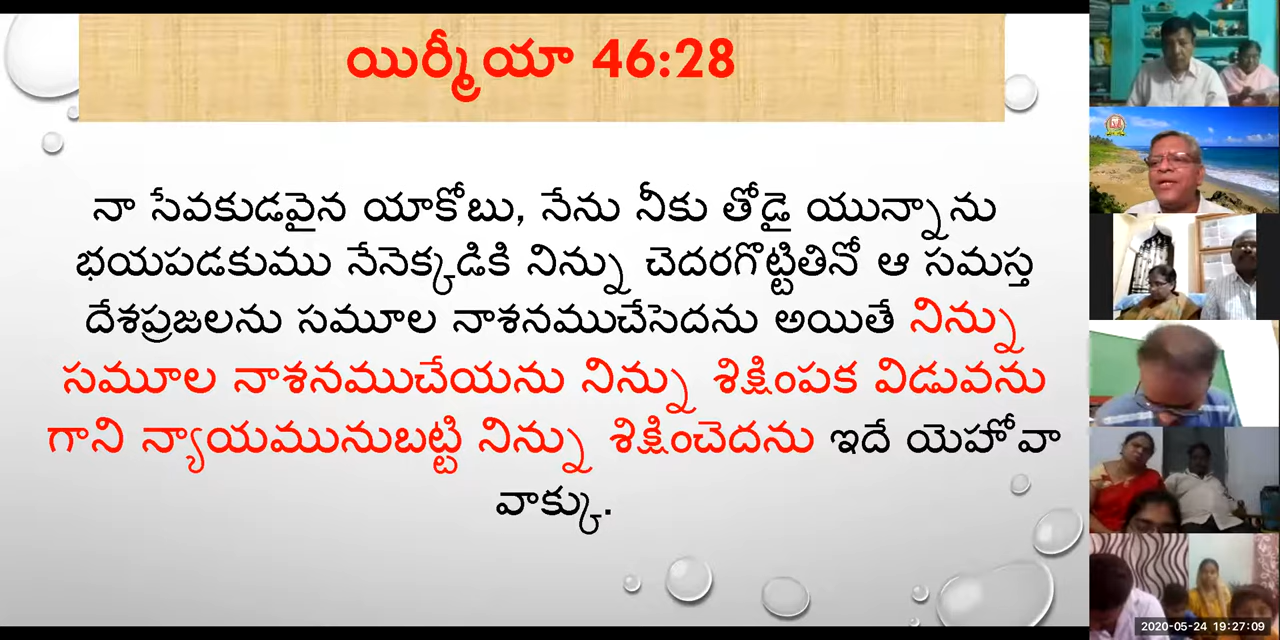 యిర్మీయా 46:28
నా సేవకుడవైన యాకోబు, నేను నీకు తోడై యున్నాను
భయపడకుము నేనెక్కడికి నిన్ను చెదరగొట్టితినో ఆ సమస్త
దేశప్రజలను సమూల నాశనముచేసెదను అయితే నిన్ను
సమూల నాశనముచేయను నిన్ను శిక్షింపక విడువను
గాని న్యాయమునుబట్టి నిన్ను శిక్షించెదను ఇదే యెహోవా
వాక్కు.
2020-05-24 19:27:09